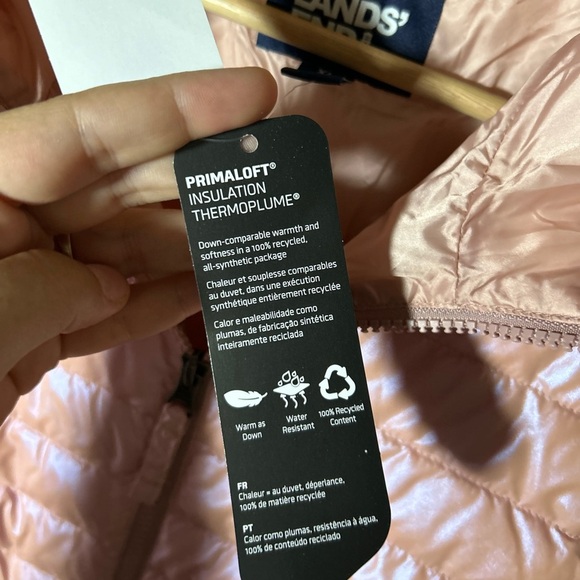 LANDS'
END
PRIMALOFT®
INSULATION
THERMOPLUME®
Down-comparable warmth and
softness in a 100% recycled,
all-synthetic package
Chaleur et souplesse comparables
au duvet, dans une exécution
synthétique entièrement recyclée
Calor e maleabilidade como
plumas, de fabricação sintética
inteiramente reciclada
Warm as
Down
Water
Resistant
100% Recycled
Content
FR
Chaleur = au duvet, déperlance,
100% de matière recyclée
PT
Calor como plumas, resistência à água,
100% de conteúdo reciclado